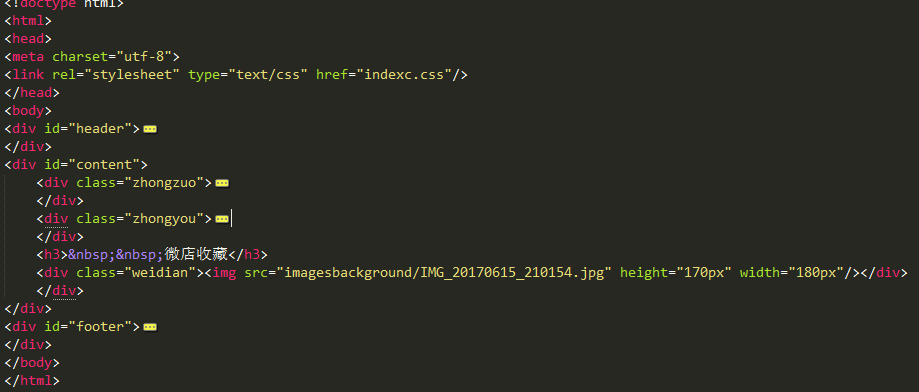 <!doctype html>
<html>
<head>
<meta charset="utf-8">
<link rel="stylesheet" type="text/css" href="indexc.css"/>
</head>
<body>
<div id="header">
</div>
<div id="content">
<div class="zhongzuo">
</div>
<div class="zhongyou">
</div>
<h3>&nbsp;&nbsp;微店收藏</h3>
<div class="weidian"><img src="imagesbackground/IMG_20170615_210154.jpg" height="170px" width="180px"/></div>
</div>
</div>
<div id="footer">
</div>
</body>
</html>